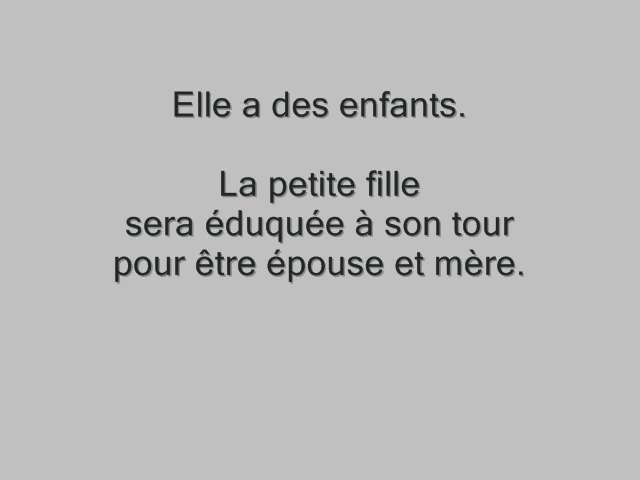 Elle a des enfants.
La petite fille
sera éduquée à son tour
pour être épouse et mère.